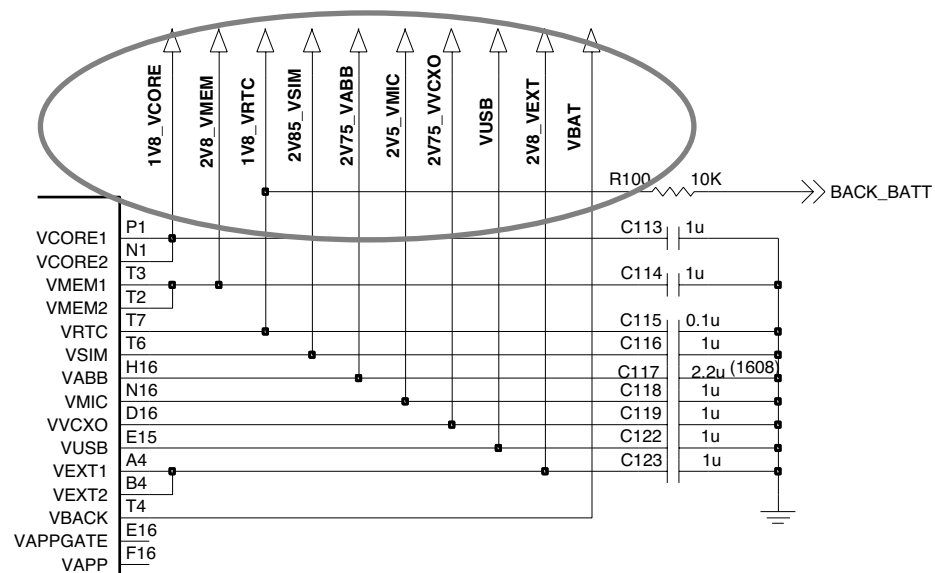 1V8_VCORE
2V8_VMEM
1V8_VRTC
2V85_VSIM
2V75_VABB
2V5_VMIC
2V75_VVCXO
VUSB
2V8_VEXT
VBAT
R100 10K
BACK_BATT
VCORE1 P1 C113 1u
VCORE2 N1
VMEM1 T3 C114 1u
VMEM2 T2
VRTC T7 C115 0.1u
VSIM T6 C116 1u
VABB H16 C117 2.2u (1608)
VMIC N16 C118 1u
VVCXO D16 C119 1u
VUSB E15 C122 1u
VEXT1 A4 C123 1u
VEXT2 B4
VBACK T4
VAPPGATE E16
VAPP F16